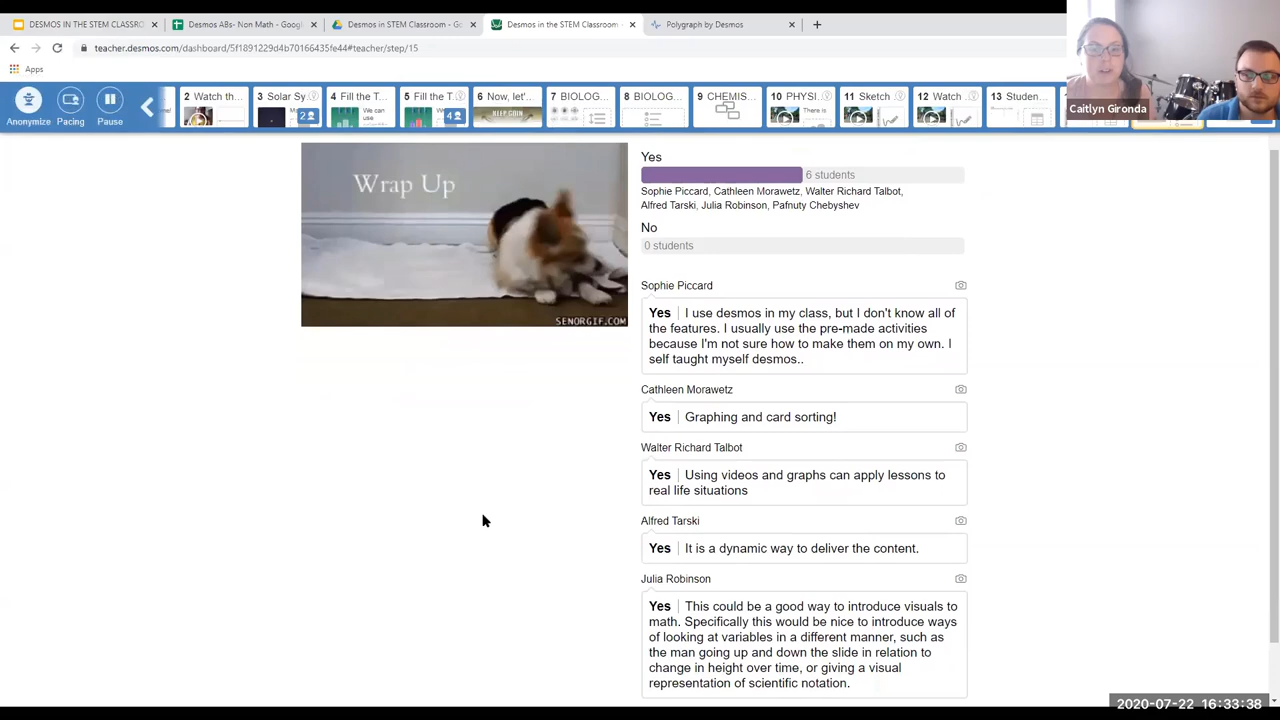 DESMOS IN THE STEM CLASSRO
Desmos ABs- Non Math - Googl
Desmos in STEM Classroom - Go
Desmos in the STEM Classroom -
Polygraph by Desmos
teacher.desmos.com/dashboard/5f1891229d4b70166435fe44#teacher/step/15
Apps
Anonymize
Pacing
Pause
2 Watch th...
3 Solar Sy...
2
4 Fill the T...
We can use
5 Fill the T...
4
6 Now, let'...
KEEP GOIN
7 BIOLOG...
8 BIOLOG...
9 CHEMIS...
10 PHYSI...
There is
11 Sketch
12 Watch
13 Studen...
Caitlyn Gironda
Wrap Up
SENORGIF.COM
Yes
6 students
Sophie Piccard, Cathleen Morawetz, Walter Richard Talbot,
Alfred Tarski, Julia Robinson, Pafnuty Chebyshev
No
0 students
Sophie Piccard
Yes I use desmos in my class, but I don't know all of
the features. I usually use the pre-made activities
because I'm not sure how to make them on my own. I
self taught myself desmos..
Cathleen Morawetz
Yes Graphing and card sorting!
Walter Richard Talbot
Yes Using videos and graphs can apply lessons to
real life situations
Alfred Tarski
Yes It is a dynamic way to deliver the content.
Julia Robinson
Yes This could be a good way to introduce visuals to
math. Specifically this would be nice to introduce ways
of looking at variables in a different manner, such as
the man going up and down the slide in relation to
change in height over time, or giving a visual
representation of scientific notation.
2020-07-22 16:33:38